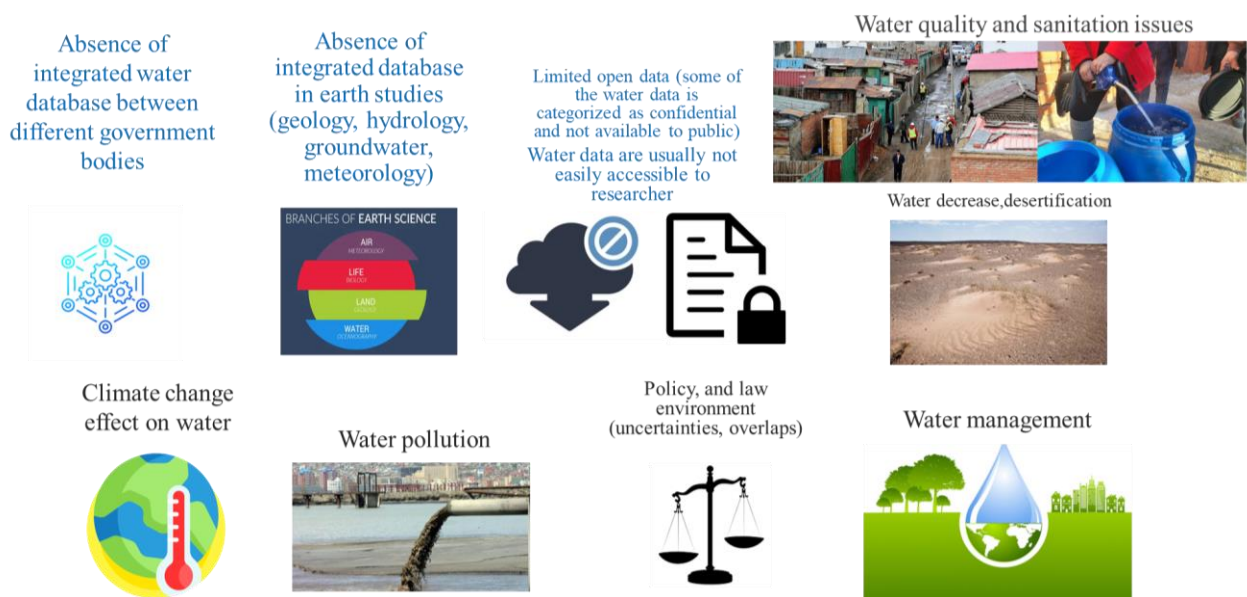 Absence of
integrated water
database between
different government
bodies
Absence of
integrated database
in earth studies
(geology, hydrology,
groundwater,
meteorology)
Limited open data (some of
the water data is
categorized as confidential
and not available to public)
Water data are usually not
easily accessible to
researcher
Water quality and sanitation issues
BRANCHES OF EARTH SCIENCE
AIR
METEOROLOGY
LIFE
BIOLOGY
LAND
GEOLOGY
WATER
OCEANOGRAPHY
Water decrease,desertification
Climate change
effect on water
Water pollution
Policy, and law
environment
(uncertainties, overlaps)
Water management